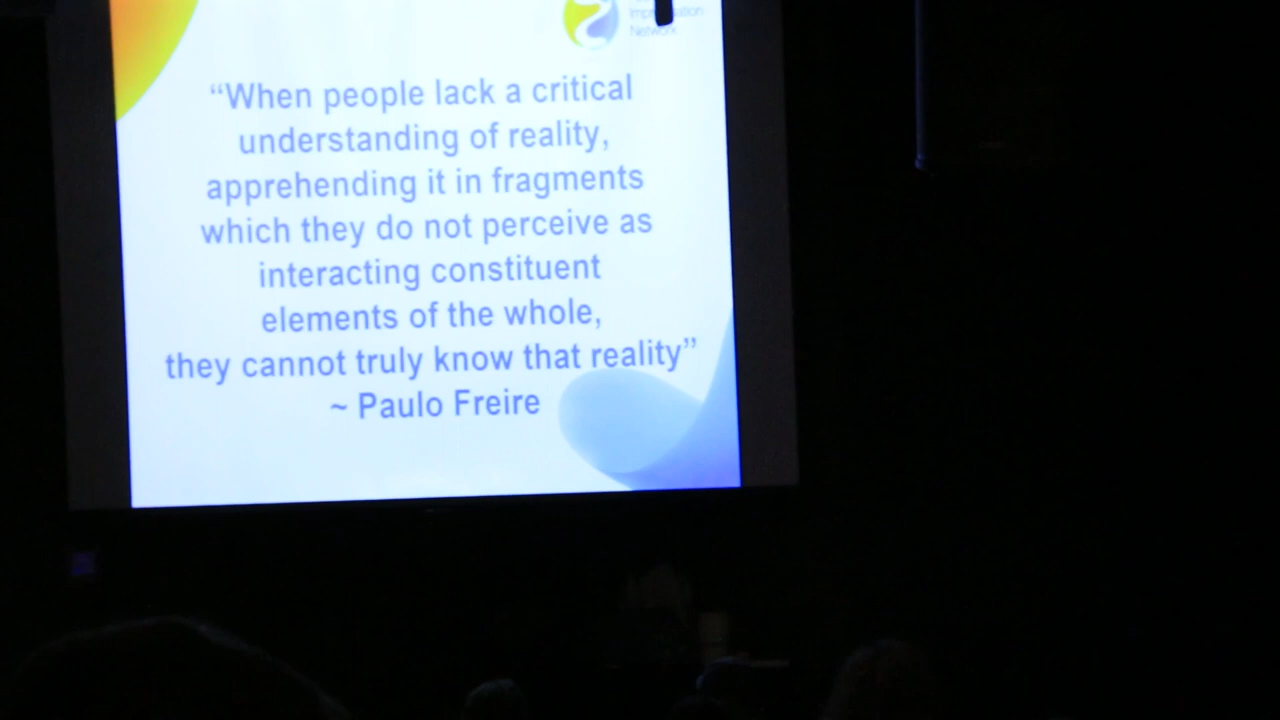 Network
“When people lack a critical
understanding of reality,
apprehending it in fragments
which they do not perceive as
interacting constituent
elements of the whole,
they cannot truly know that reality”
~ Paulo Freire